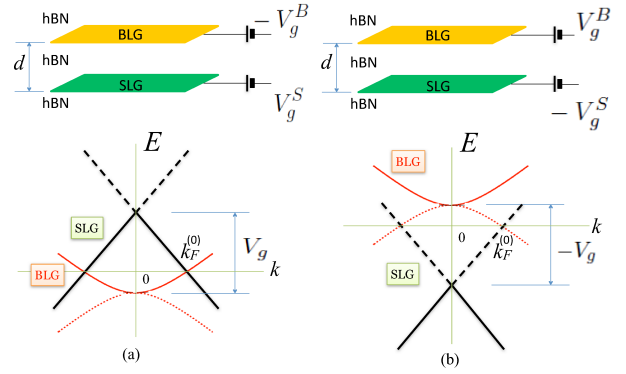 hBN
BLG
− V_g^B
d
hBN
hBN
SLG
V_g^S
E
SLG
BLG
k_F^(0)
V_g
0
k
(a)
hBN
BLG
V_g^B
d
hBN
hBN
SLG
− V_g^S
E
BLG
k
0
k_F^(0)
−V_g
SLG
(b)